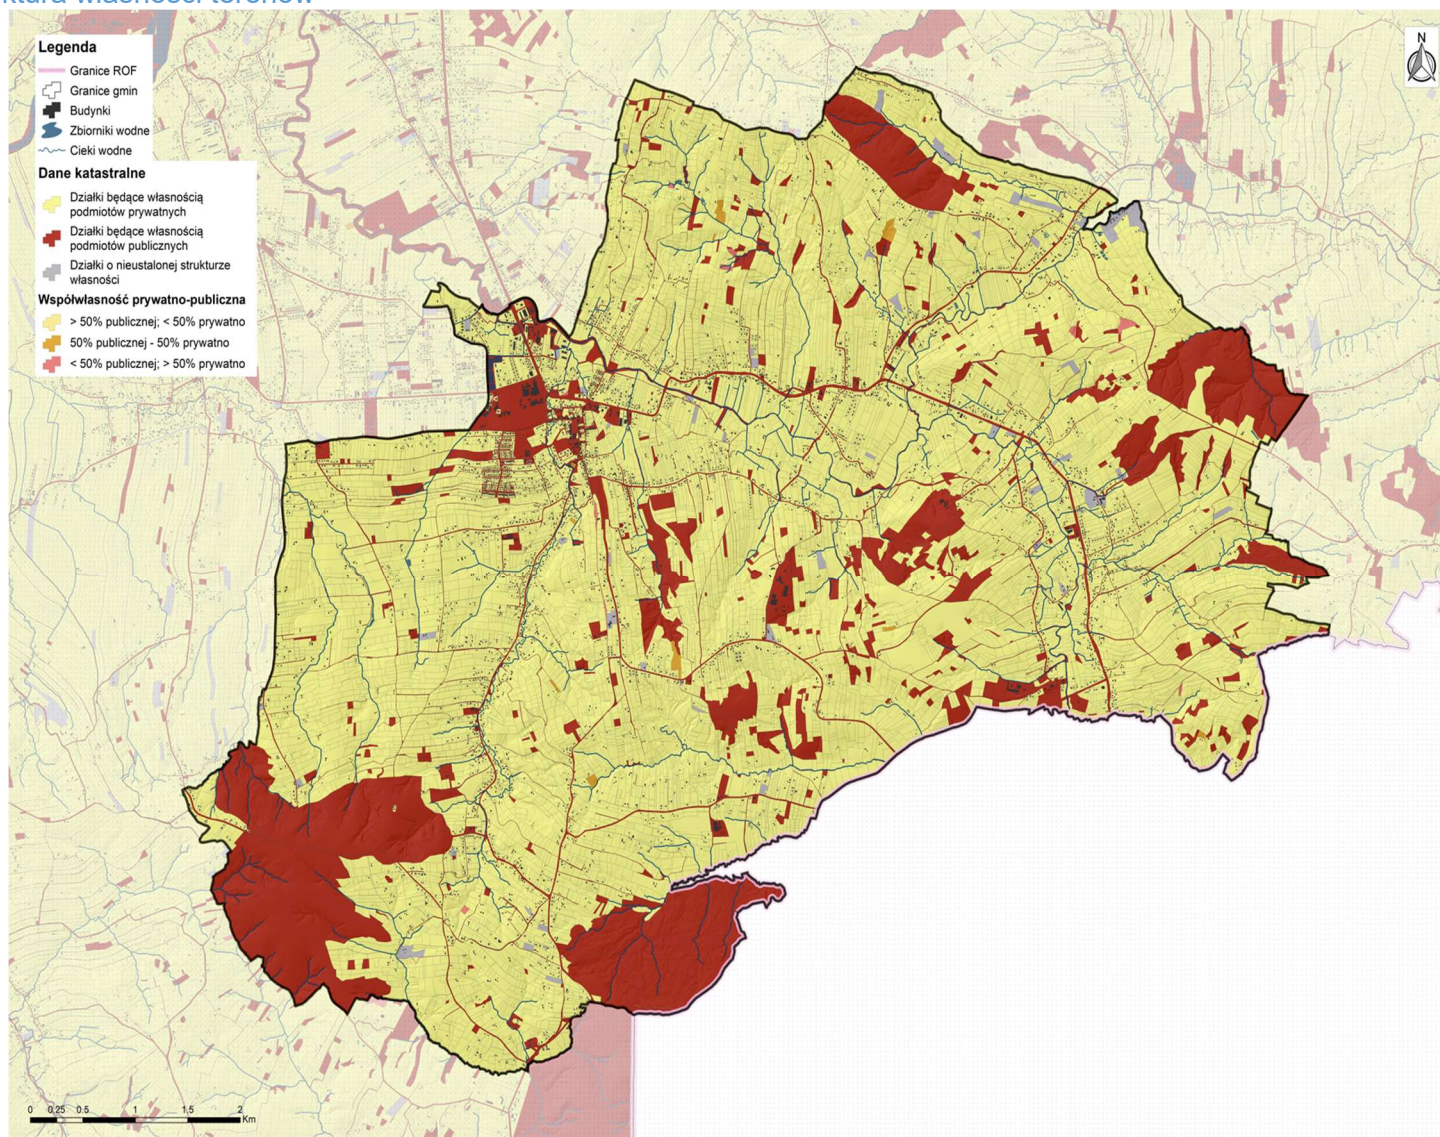 Legenda
Granice ROF
Granice gmin
Budynki
Zbiorniki wodne
Cieki wodne
Dane katastralne
Działki będące własnością
podmiotów prywatnych
Działki będące własnością
podmiotów publicznych
Działki o nieustalonej strukturze
własności
Współwłasność prywatno-publiczna
> 50% publicznej; < 50% prywatno
50% publicznej - 50% prywatno
< 50% publicznej; > 50% prywatno
N
0 0.25 0.5 1 1.5 2
Km